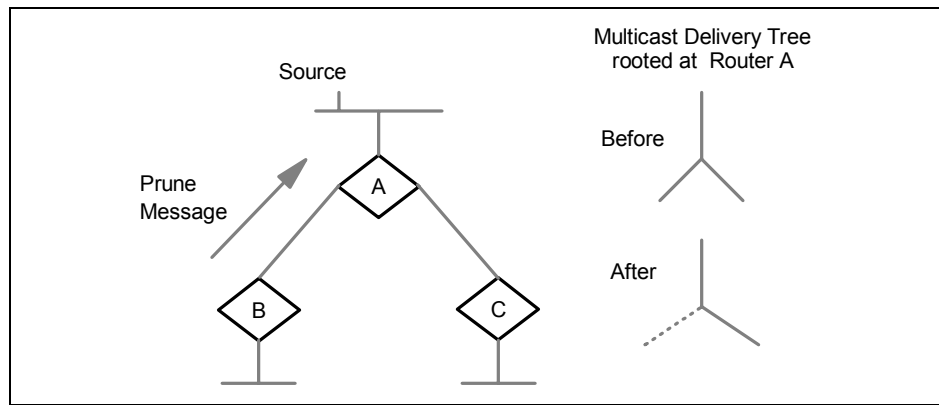 Multicast Delivery Tree
rooted at Router A
Source
Before
Prune
Message
A
After
B
C